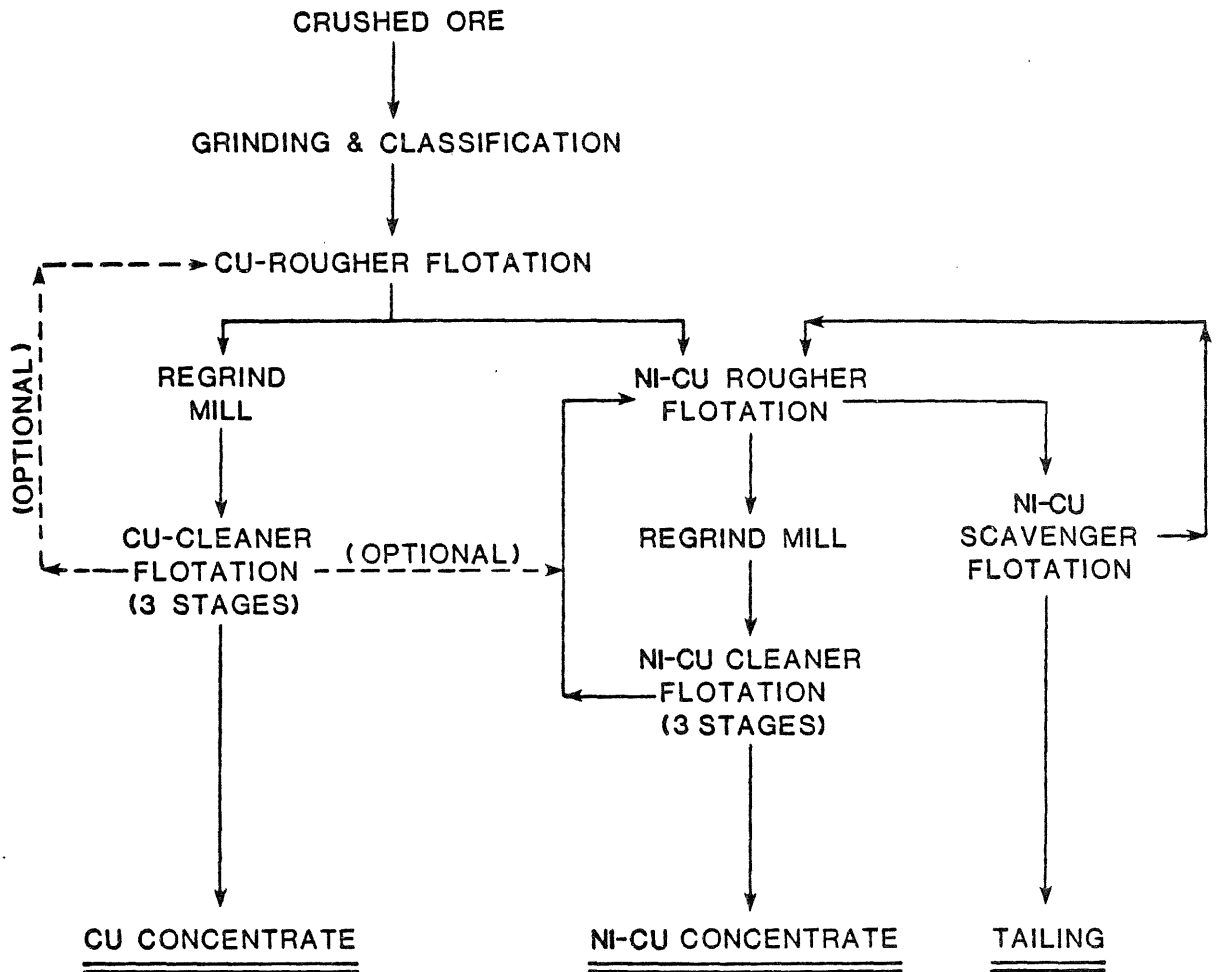 CRUSHED ORE
GRINDING & CLASSIFICATION
CU-ROUGHER FLOTATION
(OPTIONAL)
REGRIND
MILL
NI-CU ROUGHER
FLOTATION
CU-CLEANER
FLOTATION
(3 STAGES)
(OPTIONAL)
REGRIND MILL
NI-CU
SCAVENGER
FLOTATION
NI-CU CLEANER
FLOTATION
(3 STAGES)
CU CONCENTRATE
NI-CU CONCENTRATE
TAILING